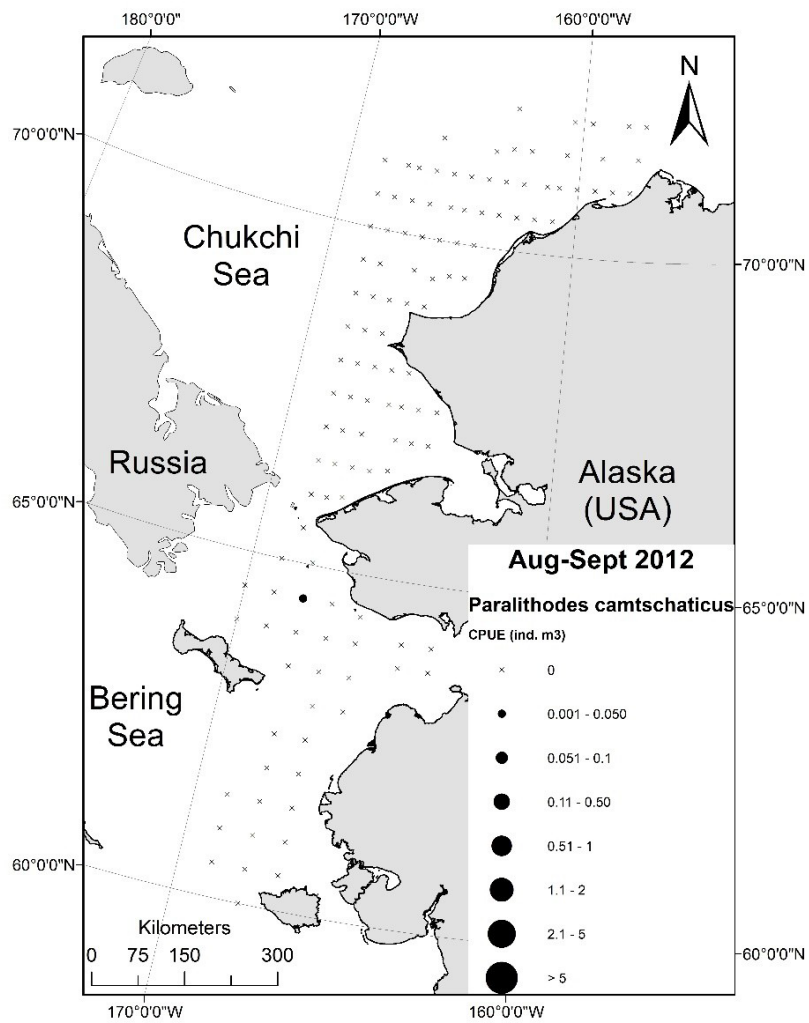 180°0'0"
170°0'0"W
160°0'0"W
N
70°0'0"N
Chukchi
Sea
70°0'0"N
Russia
Alaska
(USA)
65°0'0"N
Aug-Sept 2012
65°0'0"N
Paralithodes camtschaticus
CPUE (ind. m3)
0
Bering
Sea
0.001 - 0.050
0.051 - 0.1
0.11 - 0.50
0.51 - 1
60°0'0"N
1.1 - 2
Kilometers
2.1 - 5
0 75 150 300
60°0'0"N
> 5
170°0'0"W
160°0'0"W